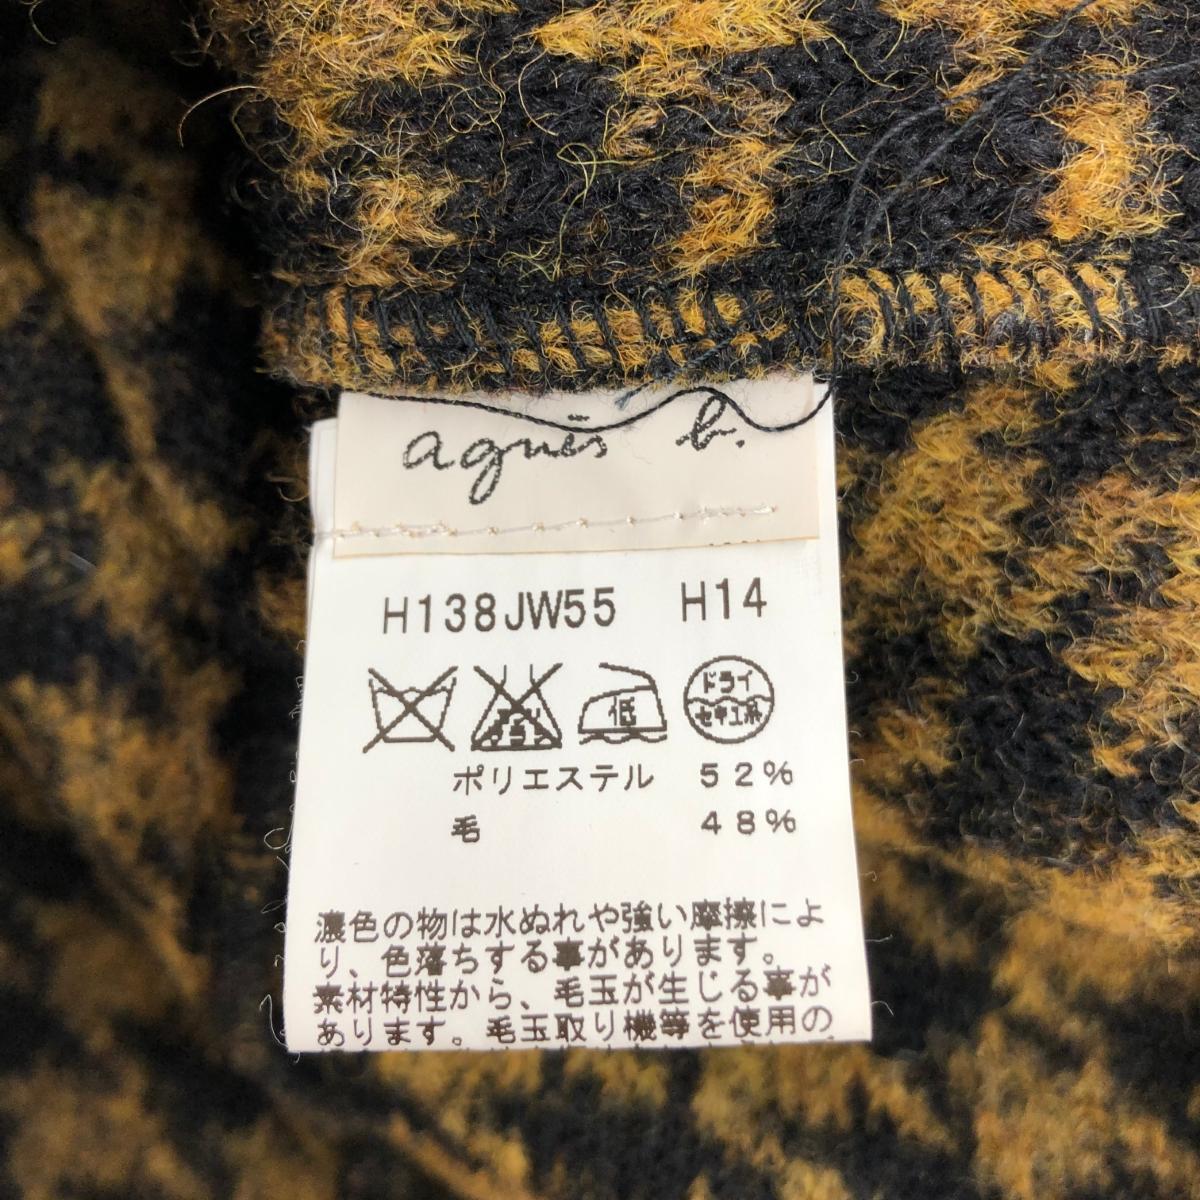 agnès b.
H138JW55 H14
低 ドライ
セキユ系
ポリエステル 52%
毛 48%
濃色の物は水ぬれや強い摩擦によ
り、色落ちする事があります。
素材特性から、毛玉が生じる事が
あります。毛玉取り機等を使用の